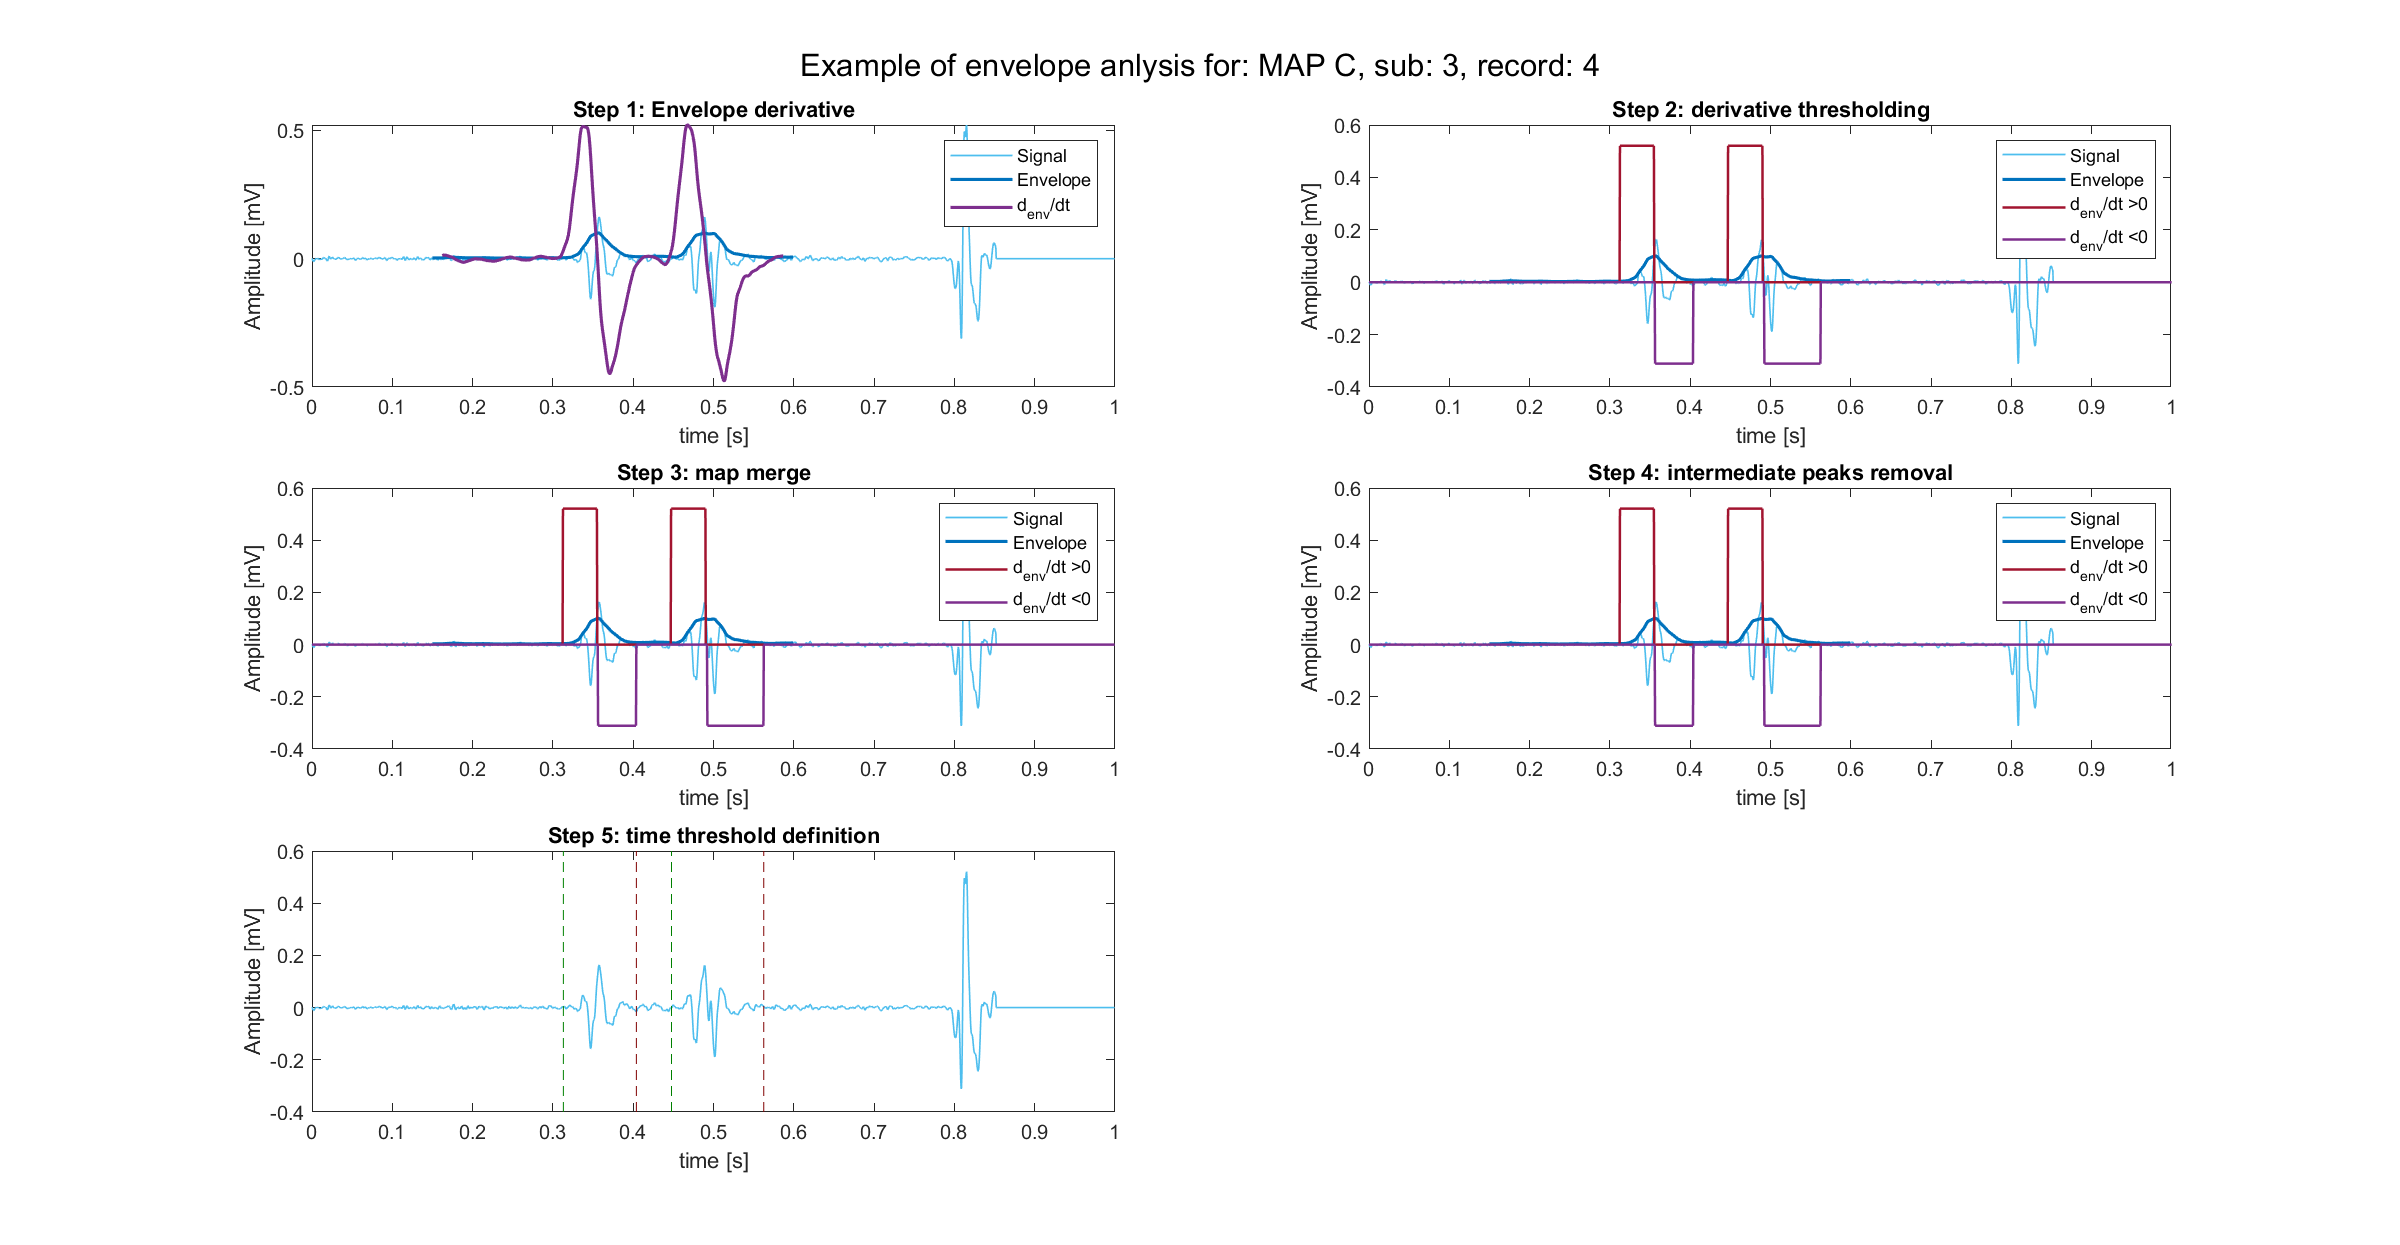 Example of envelope anlysis for: MAP C, sub: 3, record: 4
Step 1: Envelope derivative
0.5
0
-0.5
Amplitude [mV]
0 0.1 0.2 0.3 0.4 0.5 0.6 0.7 0.8 0.9 1
time [s]
Signal
Envelope
d_env/dt
Step 2: derivative thresholding
0.6
0.4
0.2
0
-0.2
-0.4
Amplitude [mV]
0 0.1 0.2 0.3 0.4 0.5 0.6 0.7 0.8 0.9 1
time [s]
Signal
Envelope
d_env/dt >0
d_env/dt <0
Step 3: map merge
0.6
0.4
0.2
0
-0.2
-0.4
Amplitude [mV]
0 0.1 0.2 0.3 0.4 0.5 0.6 0.7 0.8 0.9 1
time [s]
Signal
Envelope
d_env/dt >0
d_env/dt <0
Step 4: intermediate peaks removal
0.6
0.4
0.2
0
-0.2
-0.4
Amplitude [mV]
0 0.1 0.2 0.3 0.4 0.5 0.6 0.7 0.8 0.9 1
time [s]
Signal
Envelope
d_env/dt >0
d_env/dt <0
Step 5: time threshold definition
0.6
0.4
0.2
0
-0.2
-0.4
Amplitude [mV]
0 0.1 0.2 0.3 0.4 0.5 0.6 0.7 0.8 0.9 1
time [s]